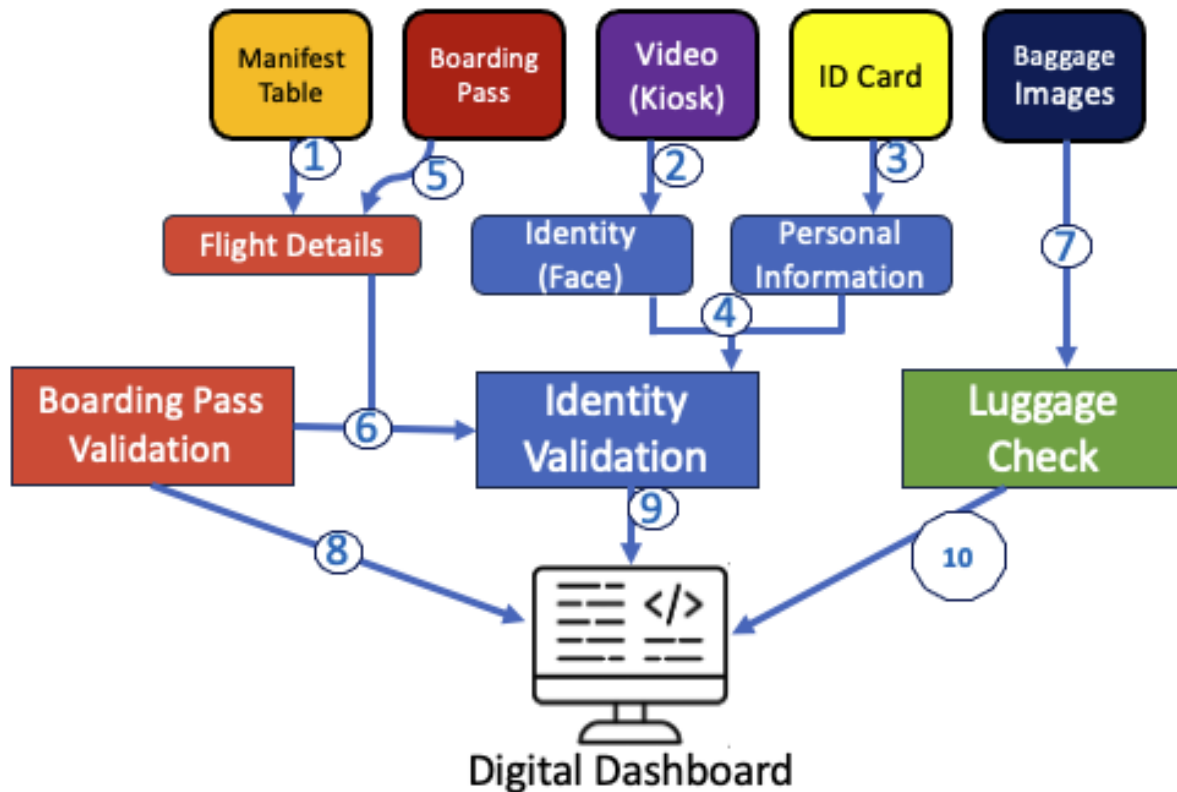 Manifest
Table
Boarding
Pass
Video
(Kiosk)
ID Card
Baggage
Images
1
5
2
3
7
Flight Details
Identity
(Face)
Personal
Information
4
Boarding Pass
Validation
6
Identity
Validation
Luggage
Check
8
9
10
</>
Digital Dashboard